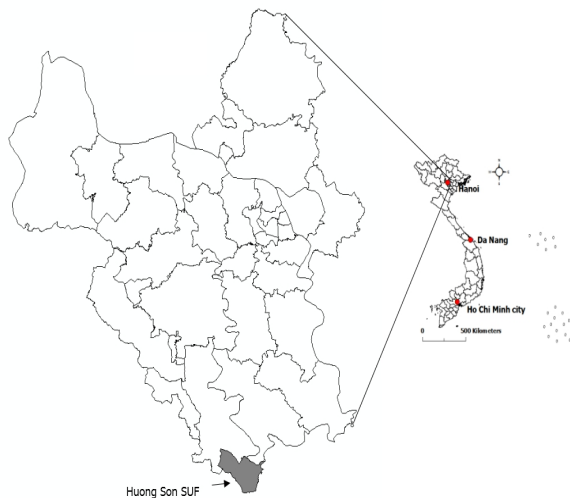 Hanoi
Da Nang
Ho Chi Minh city
0 500 Kilometers
Huong Son SUF